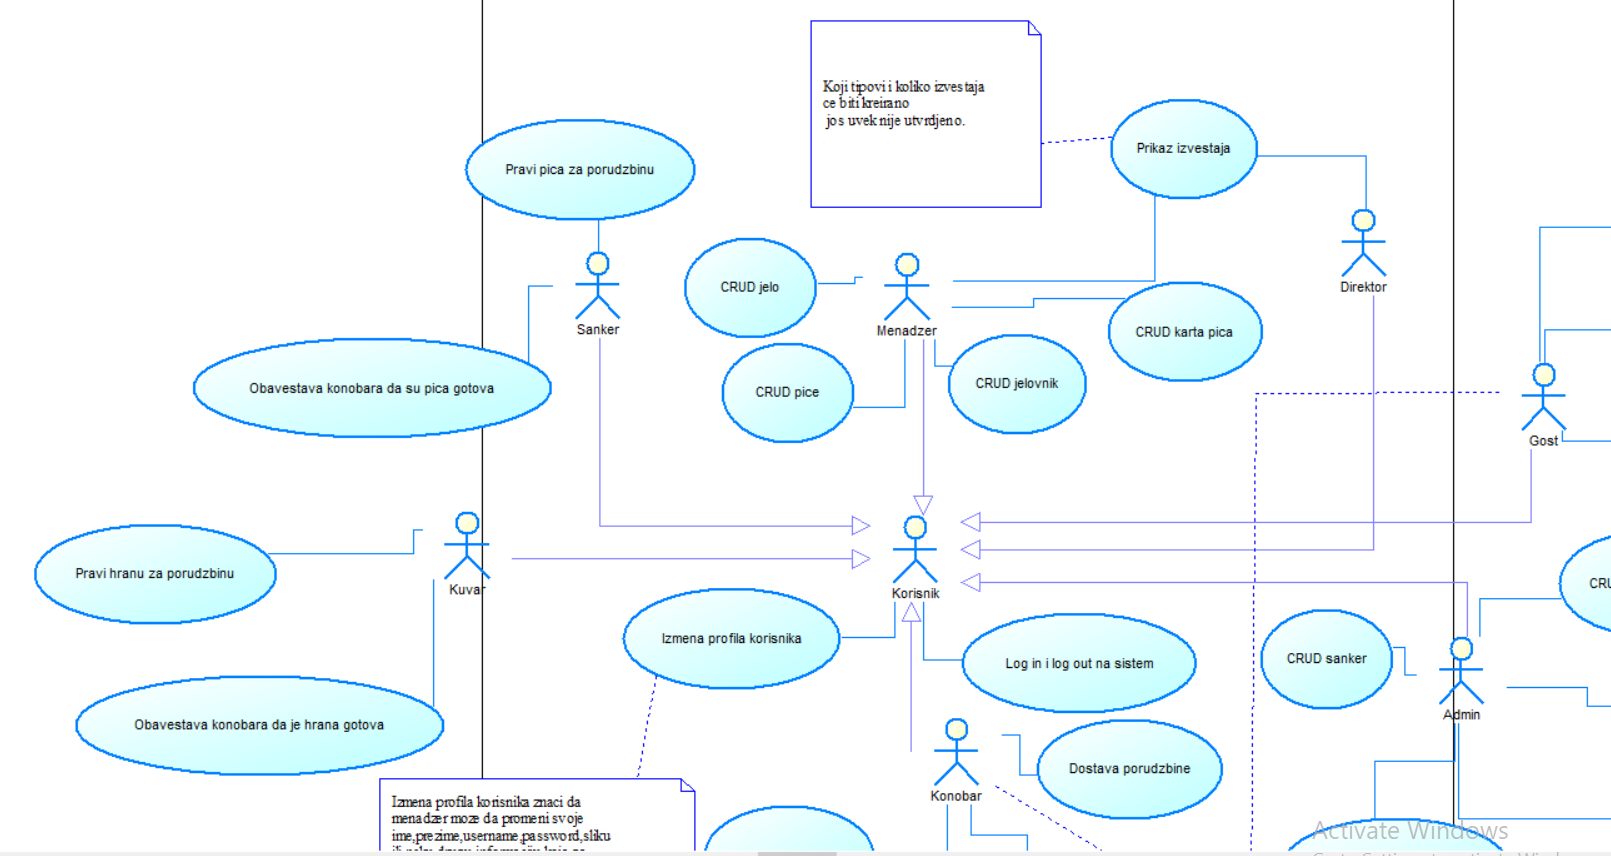 Koji tipovi i koliko izvestaja
ce biti kreirano
jos uvek nije utvrdjeno.
Pravi pica za porudzbinu
Prikaz izvestaja
CRUD jelo
Sanker
Menadzer
Direktor
CRUD karta pica
Obavestava konobara da su pica gotova
CRUD pice
CRUD jelovnik
Gost
Pravi hranu za porudzbinu
Kuvar
Korisnik
CRU
Izmena profila korisnika
Log in i log out na sistem
CRUD sanker
Admin
Obavestava konobara da je hrana gotova
Dostava porudzbine
Konobar
Izmena profila korisnika znaci da
menadzer moze da promeni svoje
ime,prezime,username,password,sliku
Activate Windows